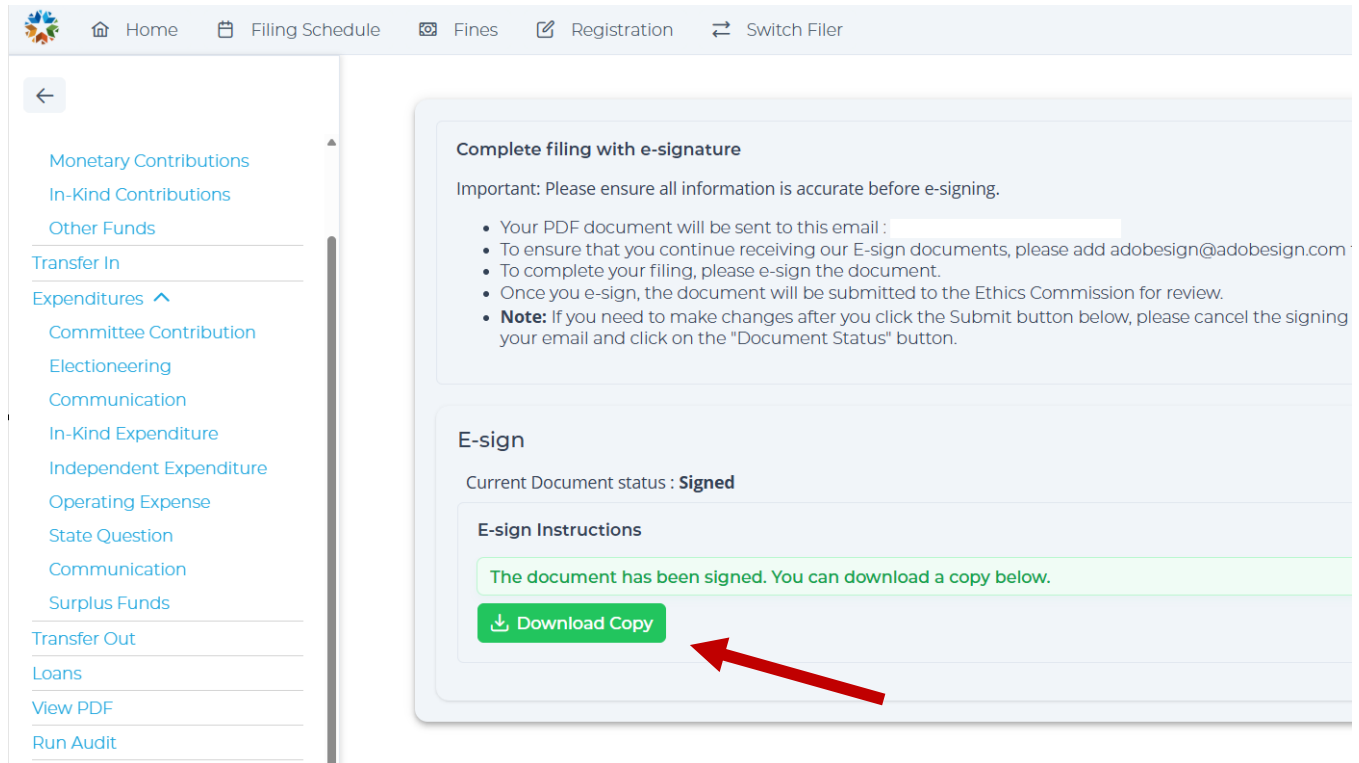 Home
Filing Schedule
Fines
Registration
Switch Filer
Monetary Contributions
In-Kind Contributions
Other Funds
Transfer In
Expenditures
Committee Contribution
Electioneering
Communication
In-Kind Expenditure
Independent Expenditure
Operating Expense
State Question
Communication
Surplus Funds
Transfer Out
Loans
View PDF
Run Audit
Complete filing with e-signature
Important: Please ensure all information is accurate before e-signing.
• Your PDF document will be sent to this email :
• To ensure that you continue receiving our E-sign documents, please add adobesign@adobesign.com
• To complete your filing, please e-sign the document.
• Once you e-sign, the document will be submitted to the Ethics Commission for review.
• Note: If you need to make changes after you click the Submit button below, please cancel the signing
your email and click on the "Document Status" button.
E-sign
Current Document status : Signed
E-sign Instructions
The document has been signed. You can download a copy below.
Download Copy